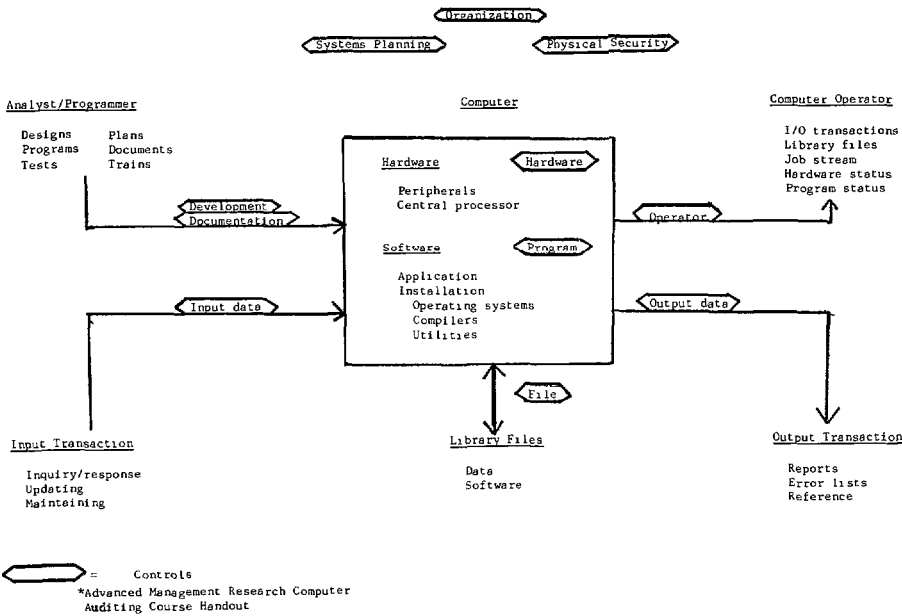 Organization
Systems Planning
Physical Security
Analyst/Programmer
Designs Plans
Programs Documents
Tests Trains
Computer
Computer Operator
I/O transactions
Library files
Job stream
Hardware status
Program status
Hardware
Hardware
Peripherals
Central processor
Development
Documentation
Operator
Software
Program
Application
Installation
Operating systems
Compilers
Utilities
Input data
Output data
File
Input Transaction
Inquiry/response
Updating
Maintaining
Library Files
Data
Software
Output Transaction
Reports
Error lists
Reference
= Controls
*Advanced Management Research Computer
Auditing Course Handout